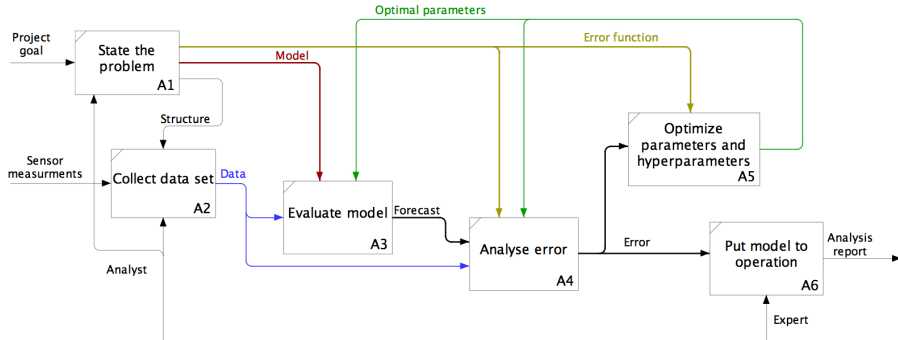 Optimal parameters
Project
goal
State the
problem
A1
Error function
Model
Structure
Optimize
parameters and
hyperparameters
A5
Sensor
measurments
Collect data set
A2
Data
Evaluate model
A3
Forecast
Analyse error
A4
Error
Put model to
operation
A6
Analysis
report
Analyst
Expert